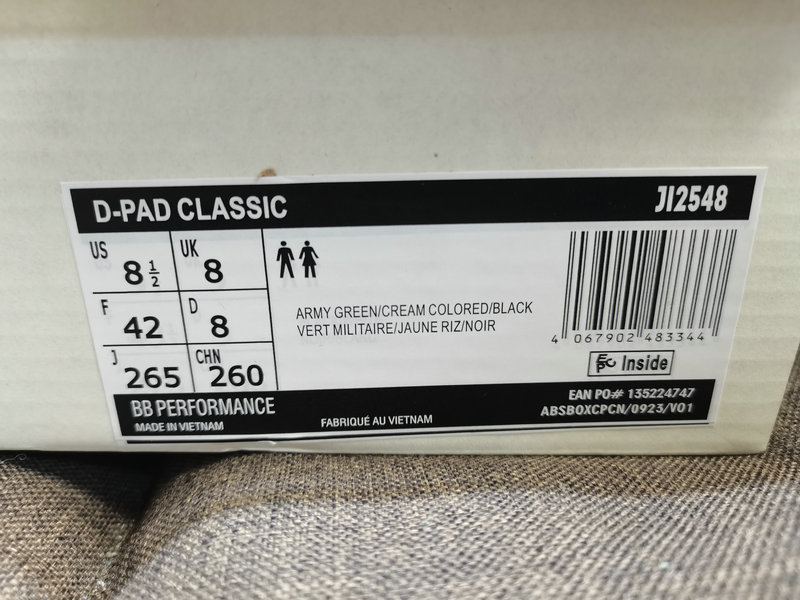 D-PAD CLASSIC
JI2548
US 8 1/2
UK 8
F 42
D 8
J 265
CHN 260
ARMY GREEN/CREAM COLORED/BLACK
VERT MILITAIRE/JAUNE RIZ/NOIR
4 067902 483344
EPC Inside
BB PERFORMANCE
MADE IN VIETNAM
FABRIQUÉ AU VIETNAM
EAN PO# 135224747
ABSBOXCPCN/0923/V01